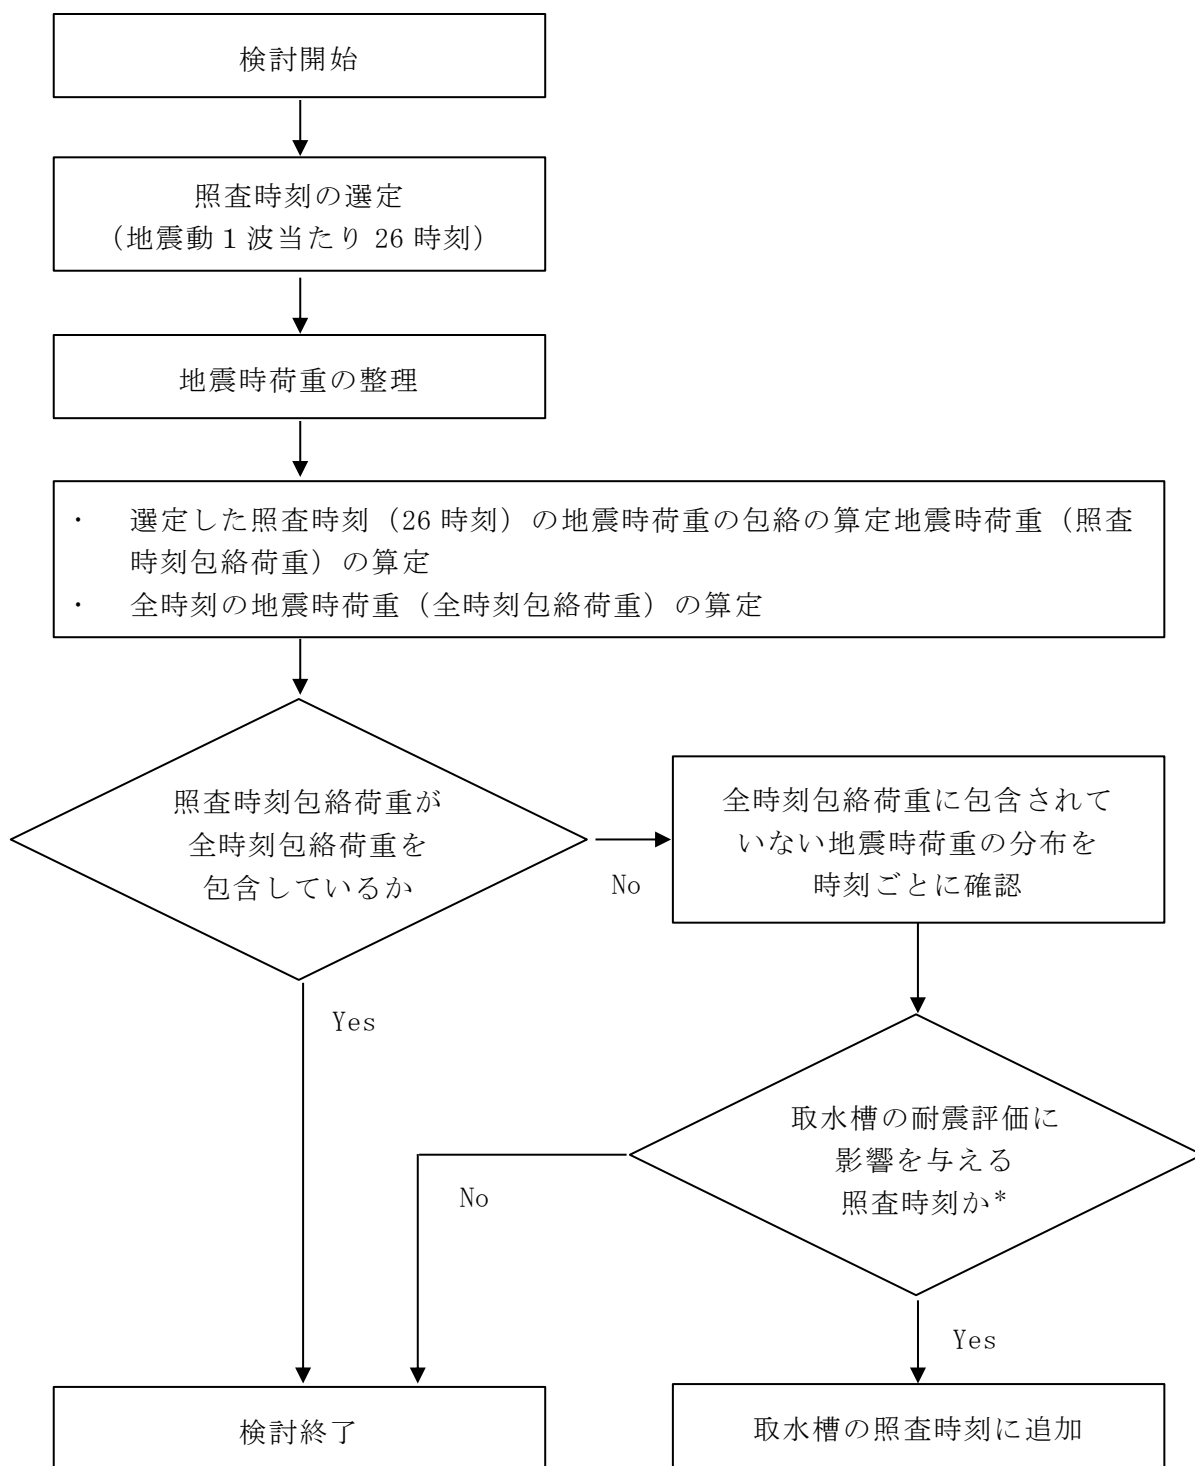 検討開始
照査時刻の選定
（地震動１波当たり 26 時刻）
地震時荷重の整理
・ 選定した照査時刻（26 時刻）の地震時荷重の包絡の算定地震時荷重（照査
時刻包絡荷重）の算定
・ 全時刻の地震時荷重（全時刻包絡荷重）の算定
照査時刻包絡荷重が
全時刻包絡荷重を
包含しているか
No
全時刻包絡荷重に包含されて
いない地震時荷重の分布を
時刻ごとに確認
Yes
取水槽の耐震評価に
影響を与える
照査時刻か*
No
Yes
検討終了
取水槽の照査時刻に追加